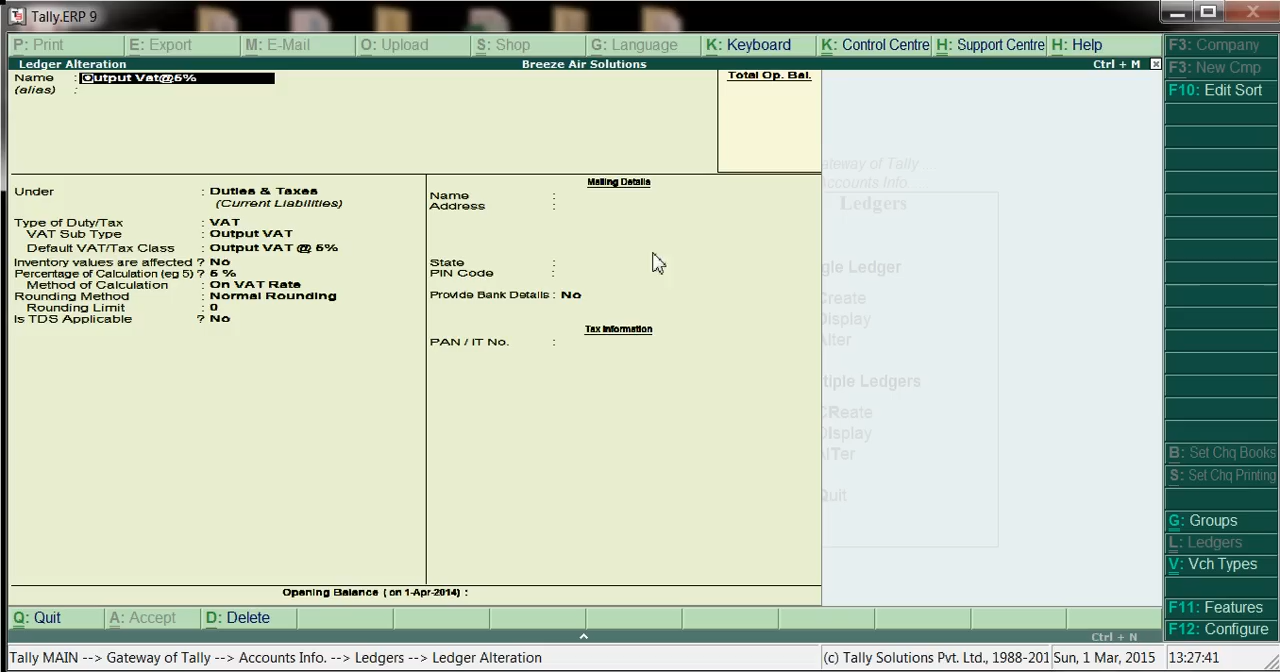 Tally.ERP 9
P: Print E: Export M: E-Mail O: Upload S: Shop G: Language K: Keyboard K: Control Centre H: Support Centre H: Help
F3: Company
F3: New Cmp
F10: Edit Sort
Ledger Alteration Breeze Air Solutions Ctrl + M
Name : Output Vat@5%
(alias) :
Total Op. Bal.
Under : Duties & Taxes
(Current Liabilities)
Type of Duty/Tax : VAT
VAT Sub Type : Output VAT
Default VAT/Tax Class : Output VAT @ 5%
Inventory values are affected ? No
Percentage of Calculation (eg 5) ? 5 %
Method of Calculation : On VAT Rate
Rounding Method : Normal Rounding
Rounding Limit : 0
Is TDS Applicable ? No
Mailing Details
Name :
Address :
State :
PIN Code :
Provide Bank Details : No
Tax Information
PAN / IT No. :
Opening Balance ( on 1-Apr-2014) :
ateway of Tally ...
ccounts Info.
Ledgers
gle Ledger
Create
Display
Alter
tiple Ledgers
CReate
DIsplay
AlTer
Quit
B: Set Chq Books
S: Set Chq Printing
G: Groups
L: Ledgers
V: Vch Types
F11: Features
F12: Configure
Q: Quit A: Accept D: Delete
Ctrl + N
Tally MAIN --> Gateway of Tally --> Accounts Info. --> Ledgers --> Ledger Alteration (c) Tally Solutions Pvt. Ltd., 1988-201 Sun, 1 Mar, 2015 13:27:41